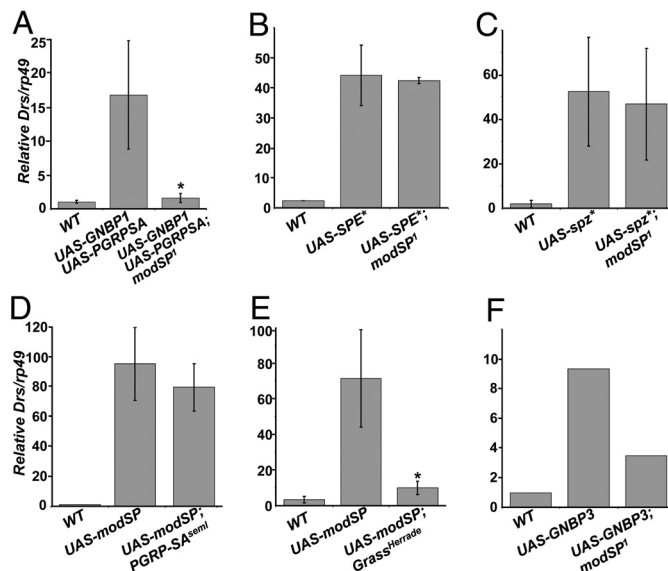 A
Relative Drs/rp49
25
20
15
10
5
0
WT
UAS-GNBP1
UAS-PGRPSA
UAS-GNBP1
UAS-PGRPSA;
modSP¹
*
B
50
40
30
20
10
0
WT
UAS-SPE*
UAS-SPE*;
modSP¹
C
60
40
20
0
WT
UAS-spz*
UAS-spz*;
modSP¹
D
Relative Drs/rp49
120
100
80
60
40
20
0
WT
UAS-modSP
UAS-modSP;
PGRP-SAseml
E
100
80
60
40
20
0
WT
UAS-modSP
UAS-modSP;
GrassHerrade
*
F
10
8
6
4
2
0
WT
UAS-GNBP3
UAS-GNBP3;
modSP¹